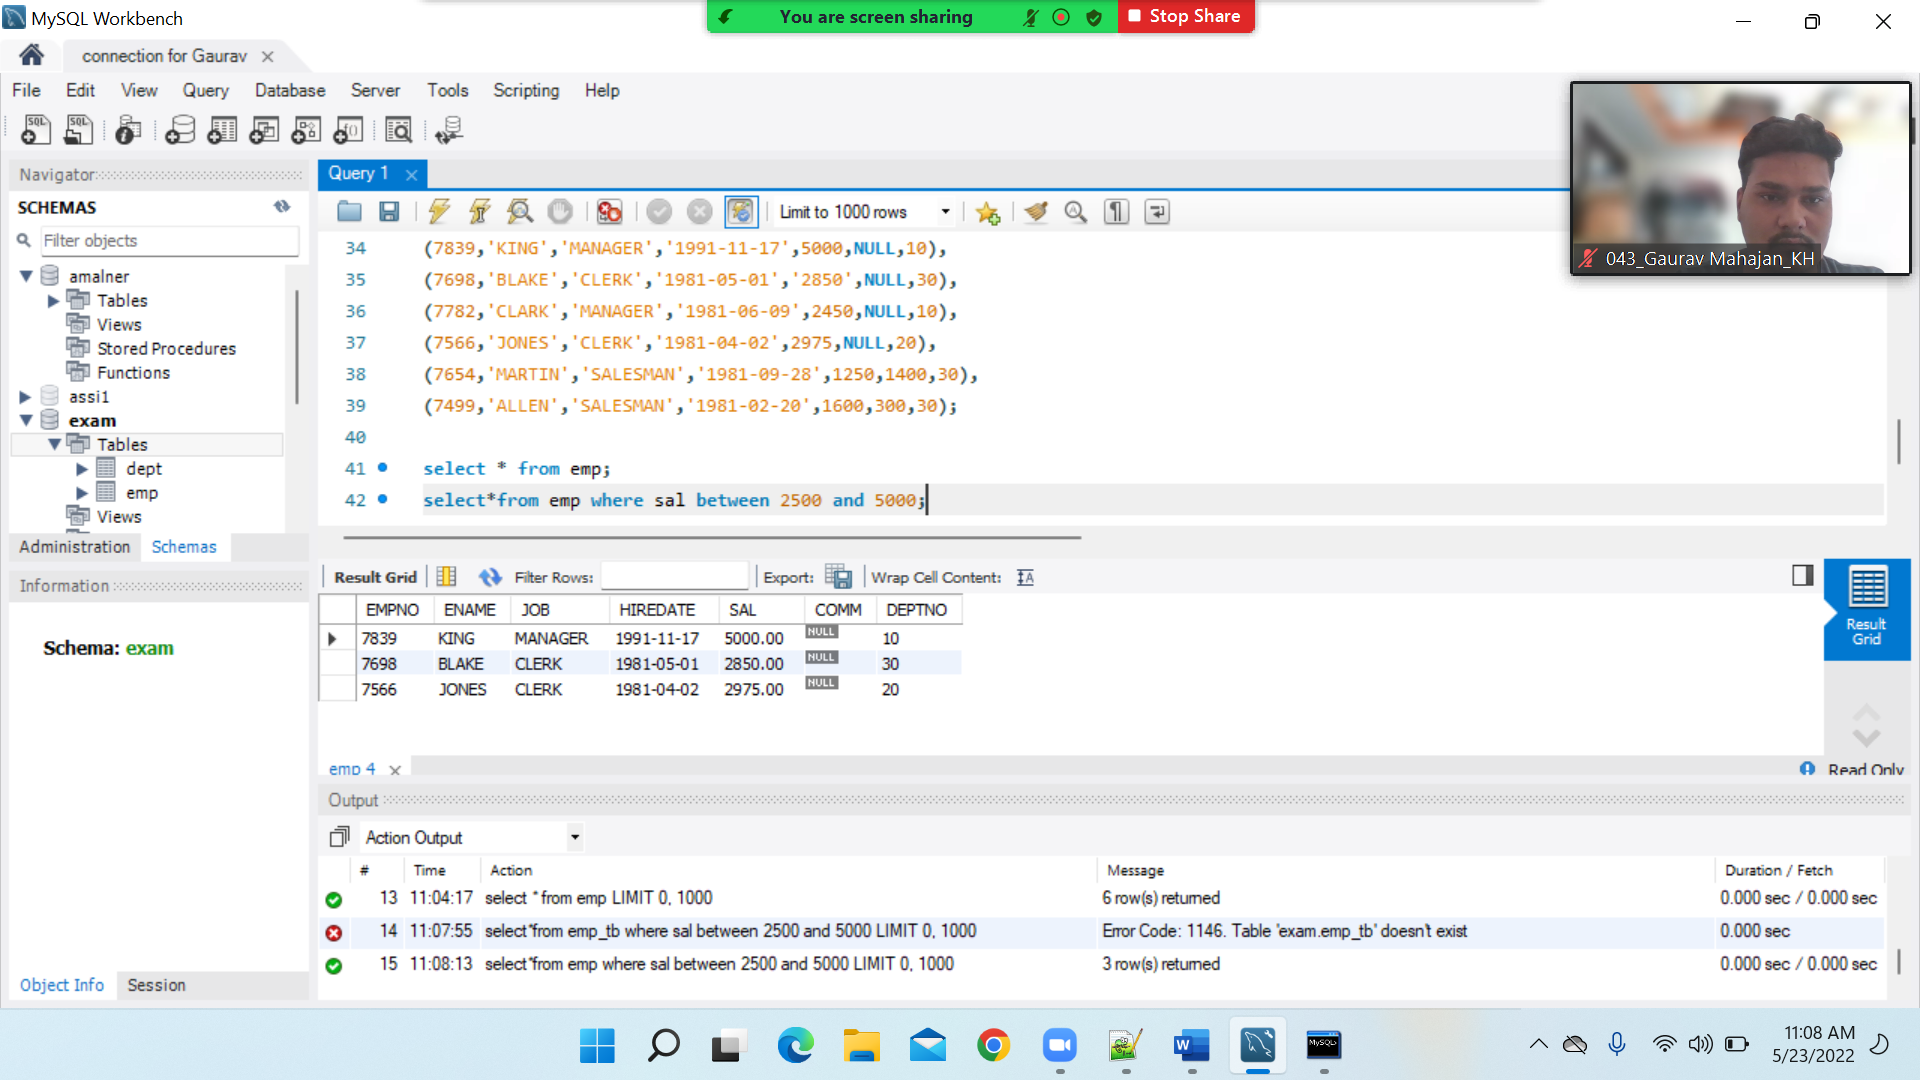 MySQL Workbench
You are screen sharing
Stop Share
connection for Gaurav
File Edit View Query Database Server Tools Scripting Help
043_Gaurav Mahajan_KH
Navigator
SCHEMAS
Filter objects
amalner
Tables
Views
Stored Procedures
Functions
assi1
exam
Tables
dept
emp
Views
Administration Schemas
Information
Schema: exam
Object Info Session
Query 1
Limit to 1000 rows
34 (7839,'KING','MANAGER','1991-11-17',5000,NULL,10),
35 (7698,'BLAKE','CLERK','1981-05-01','2850',NULL,30),
36 (7782,'CLARK','MANAGER','1981-06-09',2450,NULL,10),
37 (7566,'JONES','CLERK','1981-04-02',2975,NULL,20),
38 (7654,'MARTIN','SALESMAN','1981-09-28',1250,1400,30),
39 (7499,'ALLEN','SALESMAN','1981-02-20',1600,300,30);
40
41 select * from emp;
42 select*from emp where sal between 2500 and 5000;
Result Grid Filter Rows: Export: Wrap Cell Content:
EMPNO ENAME JOB HIREDATE SAL COMM DEPTNO
7839 KING MANAGER 1991-11-17 5000.00 NULL 10
7698 BLAKE CLERK 1981-05-01 2850.00 NULL 30
7566 JONES CLERK 1981-04-02 2975.00 NULL 20
Result
Grid
emp 4
Read Only
Output
Action Output
# Time Action Message Duration / Fetch
13 11:04:17 select * from emp LIMIT 0, 1000 6 row(s) returned 0.000 sec / 0.000 sec
14 11:07:55 select*from emp_tb where sal between 2500 and 5000 LIMIT 0, 1000 Error Code: 1146. Table 'exam.emp_tb' doesn't exist 0.000 sec
15 11:08:13 select*from emp where sal between 2500 and 5000 LIMIT 0, 1000 3 row(s) returned 0.000 sec / 0.000 sec
11:08 AM
5/23/2022